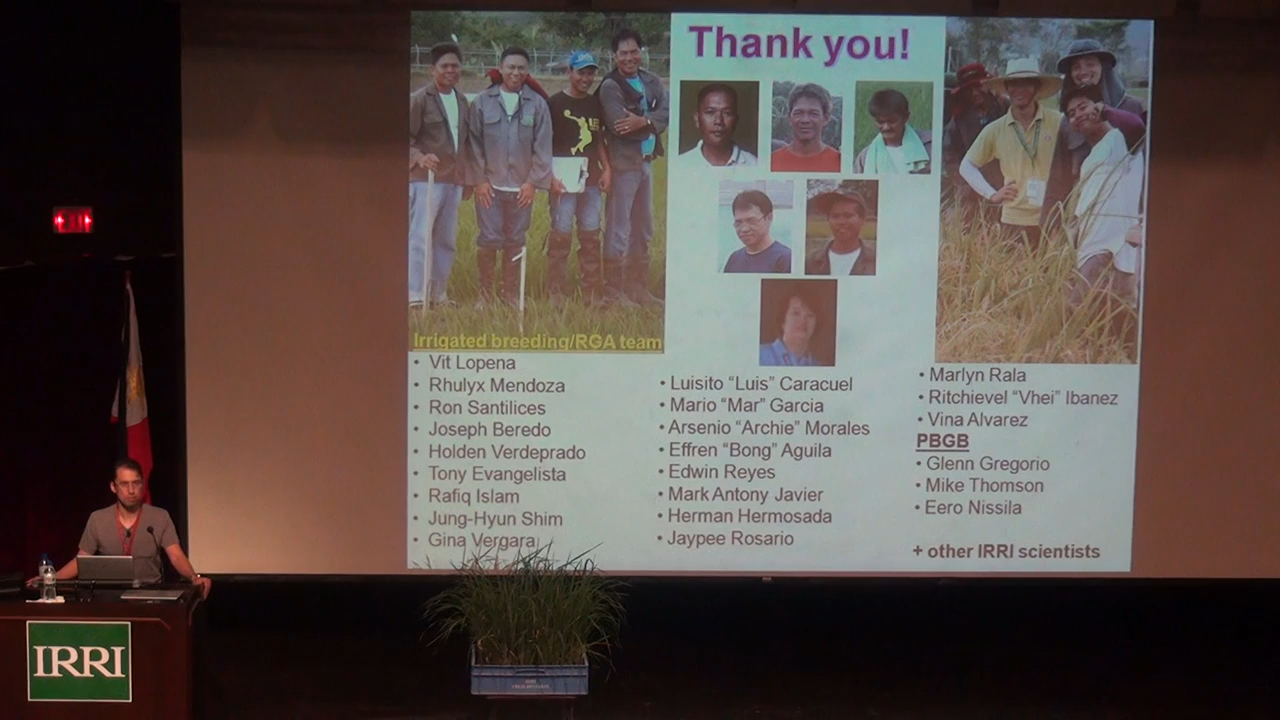 Thank you!
Irrigated breeding/RGA team
• Vit Lopena
• Rhulyx Mendoza
• Ron Santilices
• Joseph Beredo
• Holden Verdeprado
• Tony Evangelista
• Rafiq Islam
• Jung-Hyun Shim
• Gina Vergara
• Luisito “Luis” Caracuel
• Mario “Mar” Garcia
• Arsenio “Archie” Morales
• Effren “Bong” Aguila
• Edwin Reyes
• Mark Antony Javier
• Herman Hermosada
• Jaypee Rosario
• Marlyn Rala
• Ritchievel “Vhei” Ibanez
• Vina Alvarez
PBGB
• Glenn Gregorio
• Mike Thomson
• Eero Nissila
+ other IRRI scientists
EXIT
IRRI